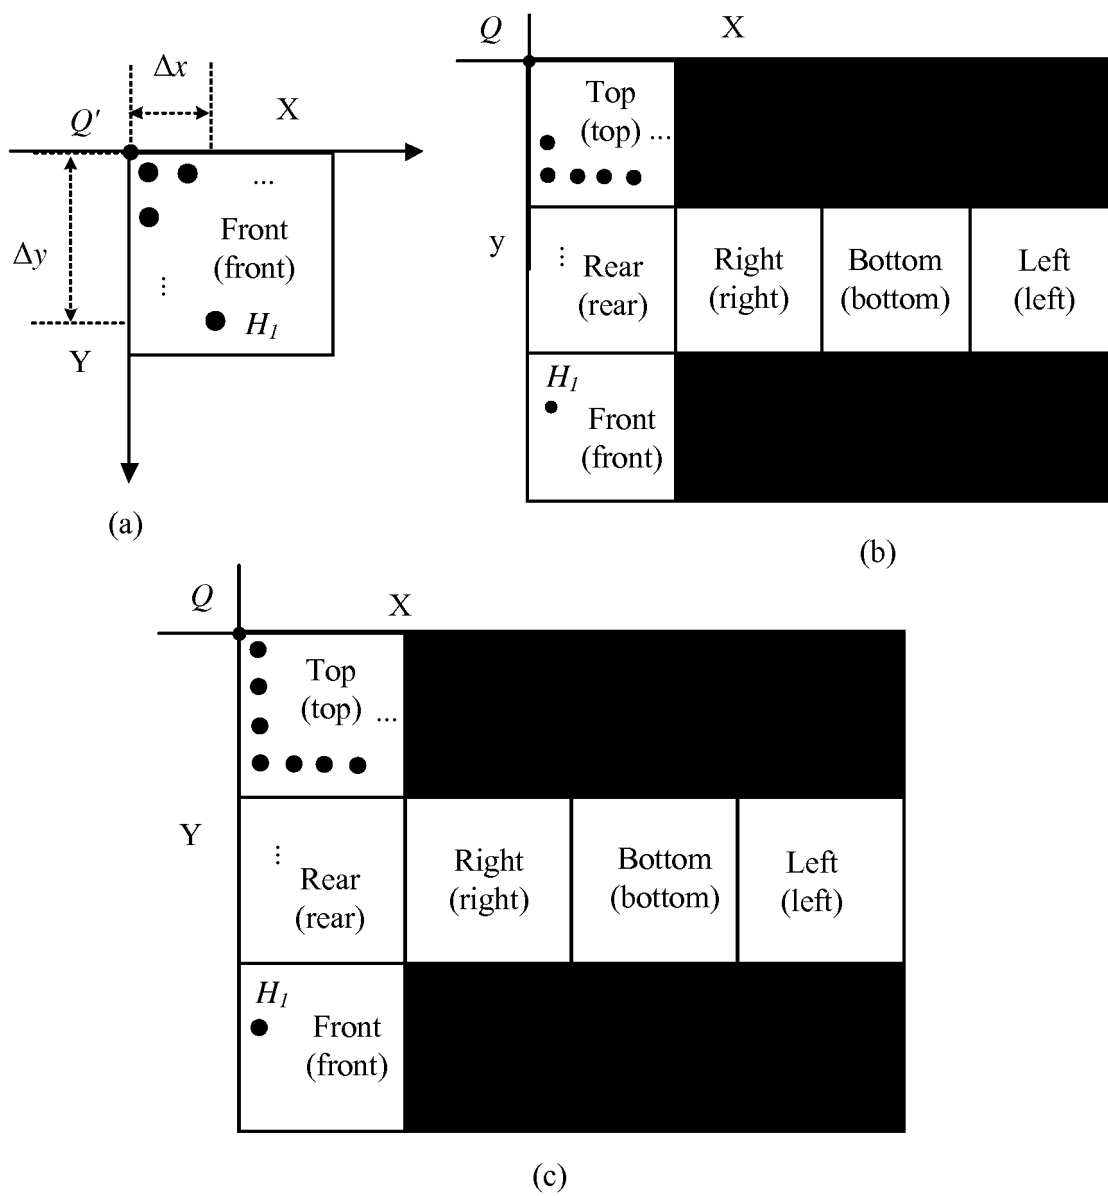 Δx
Q′
X
...
Front
(front)
Δy
⋮
H₁
Y
(a)
Q
X
Top
(top) ...
y
⋮
Rear
(rear)
Right
(right)
Bottom
(bottom)
Left
(left)
H₁
Front
(front)
(b)
Q
X
Top
(top) ...
Y
⋮
Rear
(rear)
Right
(right)
Bottom
(bottom)
Left
(left)
H₁
Front
(front)
(c)